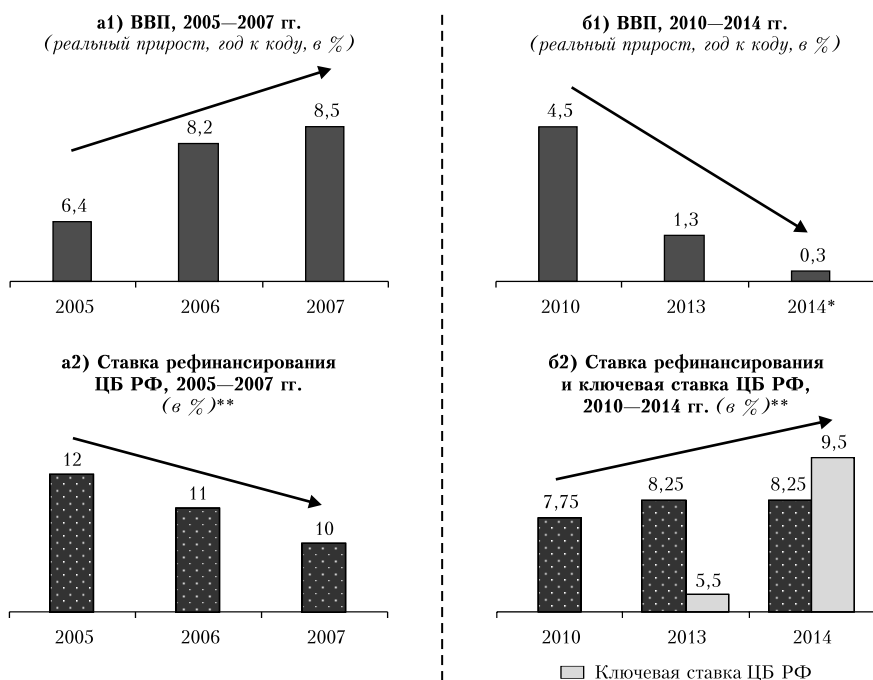 а1) ВВП, 2005—2007 гг.
(реальный прирост, год к коду, в %)
6,4
8,2
8,5
2005 2006 2007
б1) ВВП, 2010—2014 гг.
(реальный прирост, год к коду, в %)
4,5
1,3
0,3
2010 2013 2014*
а2) Ставка рефинансирования
ЦБ РФ, 2005—2007 гг.
(в %)**
12
11
10
2005 2006 2007
б2) Ставка рефинансирования
и ключевая ставка ЦБ РФ,
2010—2014 гг. (в %)**
7,75
8,25
5,5
8,25
9,5
2010 2013 2014
Ключевая ставка ЦБ РФ